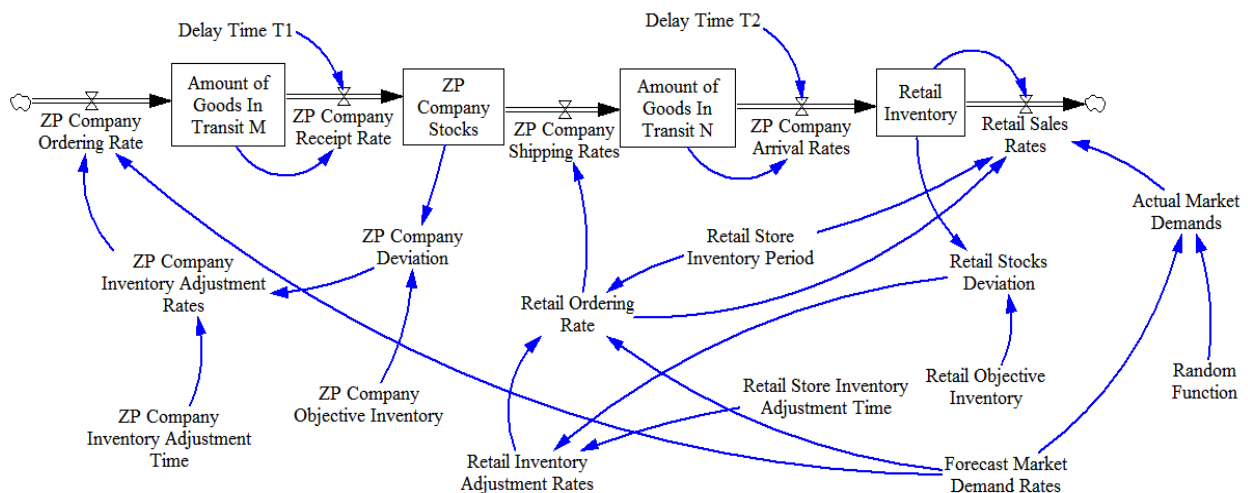 Delay Time T1
Delay Time T2
Amount of
Goods In
Transit M
ZP
Company
Stocks
Amount of
Goods In
Transit N
Retail
Inventory
ZP Company
Ordering Rate
ZP Company
Receipt Rate
ZP Company
Shipping Rates
ZP Company
Arrival Rates
Retail Sales
Rates
Actual Market
Demands
ZP Company
Deviation
Retail Store
Inventory Period
ZP Company
Inventory Adjustment
Rates
Retail Stocks
Deviation
Retail Ordering
Rate
ZP Company
Inventory Adjustment
Time
ZP Company
Objective Inventory
Retail Store Inventory
Adjustment Time
Retail Objective
Inventory
Random
Function
Retail Inventory
Adjustment Rates
Forecast Market
Demand Rates